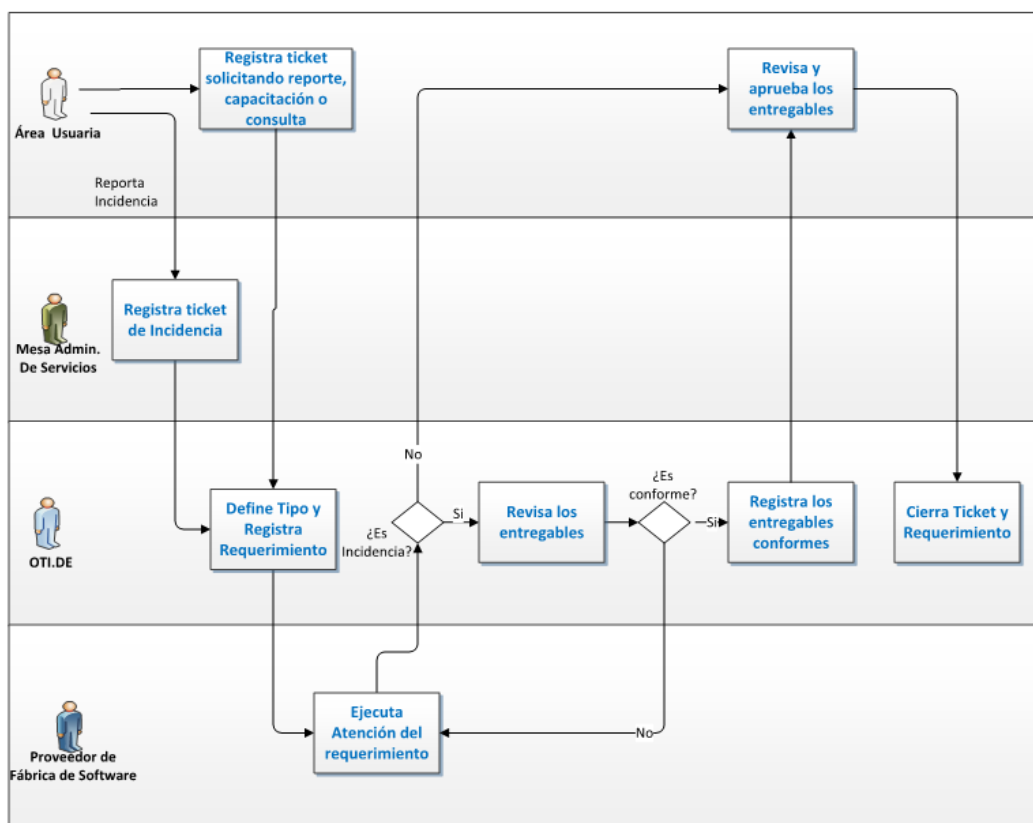 Registra ticket
solicitando reporte,
capacitación o
consulta
Revisa y
aprueba los
entregables
Área Usuaria
Reporta
Incidencia
Registra ticket
de Incidencia
Mesa Admin.
De Servicios
No
¿Es
conforme?
Define Tipo y
Registra
Requerimiento
¿Es
Incidencia?
Si
Revisa los
entregables
Si
Registra los
entregables
conformes
Cierra Ticket y
Requerimiento
OTI.DE
Ejecuta
Atención del
requerimiento
No
Proveedor de
Fábrica de Software